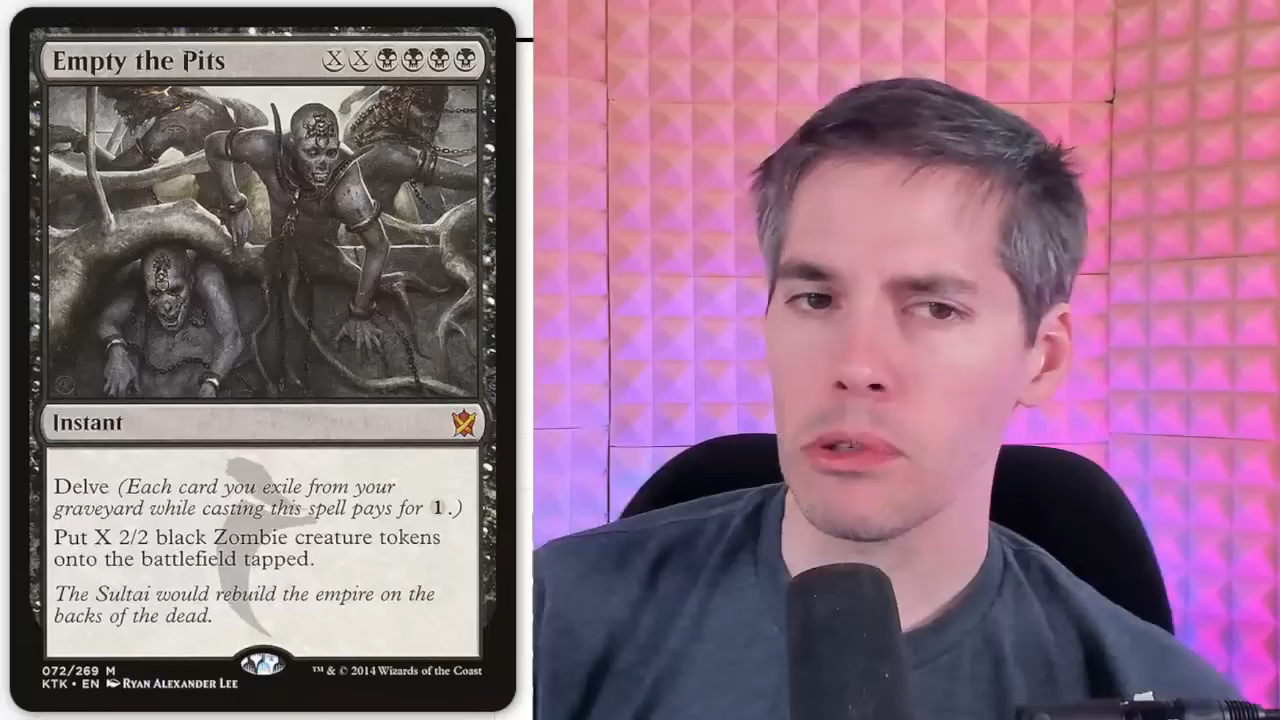 Empty the Pits XX
Instant
Delve (Each card you exile from your
graveyard while casting this spell pays for 1.)
Put X 2/2 black Zombie creature tokens
onto the battlefield tapped.
The Sultai would rebuild the empire on the
backs of the dead.
072/269 M
KTK • EN RYAN ALEXANDER LEE
™ & © 2014 Wizards of the Coast